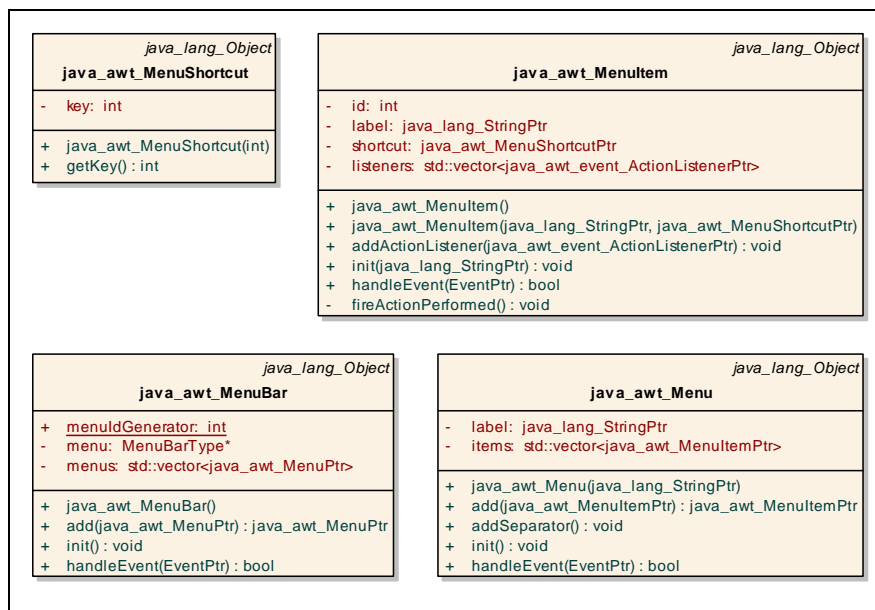 java_lang_Object
java_awt_MenuShortcut
- key: int
+ java_awt_MenuShortcut(int)
+ getKey() : int
java_lang_Object
java_awt_MenuItem
- id: int
- label: java_lang_StringPtr
- shortcut: java_awt_MenuShortcutPtr
- listeners: std::vector<java_awt_event_ActionListenerPtr>
+ java_awt_MenuItem()
+ java_awt_MenuItem(java_lang_StringPtr, java_awt_MenuShortcutPtr)
+ addActionListener(java_awt_event_ActionListenerPtr) : void
+ init(java_lang_StringPtr) : void
+ handleEvent(EventPtr) : bool
- fireActionPerformed() : void
java_lang_Object
java_awt_MenuBar
+ menuIdGenerator: int
- menu: MenuBarType*
- menus: std::vector<java_awt_MenuPtr>
+ java_awt_MenuBar()
+ add(java_awt_MenuPtr) : java_awt_MenuPtr
+ init() : void
+ handleEvent(EventPtr) : bool
java_lang_Object
java_awt_Menu
- label: java_lang_StringPtr
- items: std::vector<java_awt_MenuItemPtr>
+ java_awt_Menu(java_lang_StringPtr)
+ add(java_awt_MenuItemPtr) : java_awt_MenuItemPtr
+ addSeparator() : void
+ init() : void
+ handleEvent(EventPtr) : bool